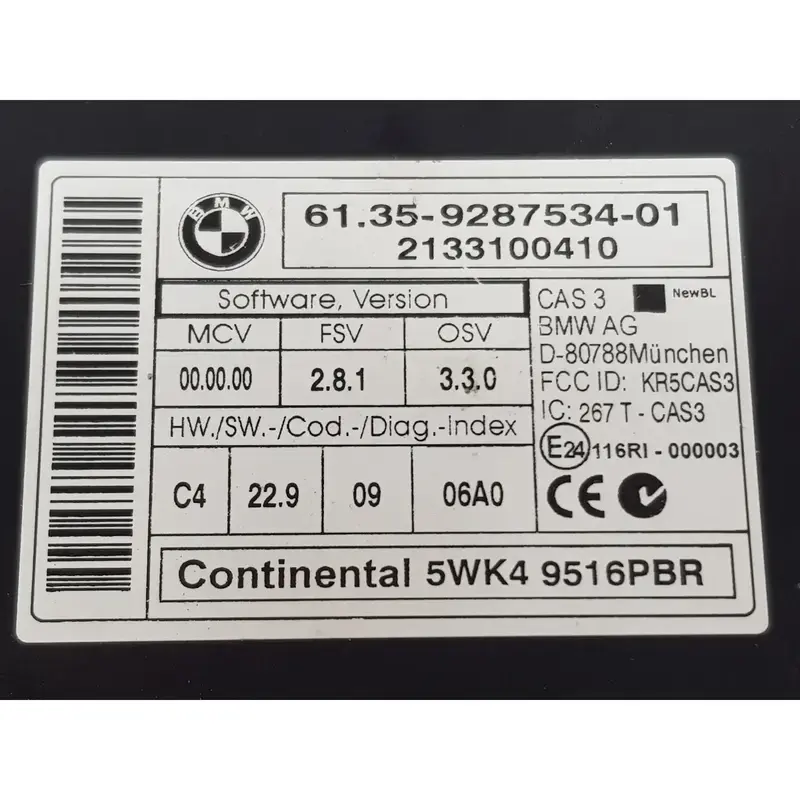 BMW
61.35-9287534-01
2133100410
Software, Version
MCV FSV OSV
00.00.00 2.8.1 3.3.0
HW./SW.-/Cod.-/Diag.-Index
C4 22.9 09 06A0
CAS 3 NewBL
BMW AG
D-80788München
FCC ID: KR5CAS3
IC: 267 T - CAS3
E24 116RI - 000003
CE
Continental 5WK4 9516PBR